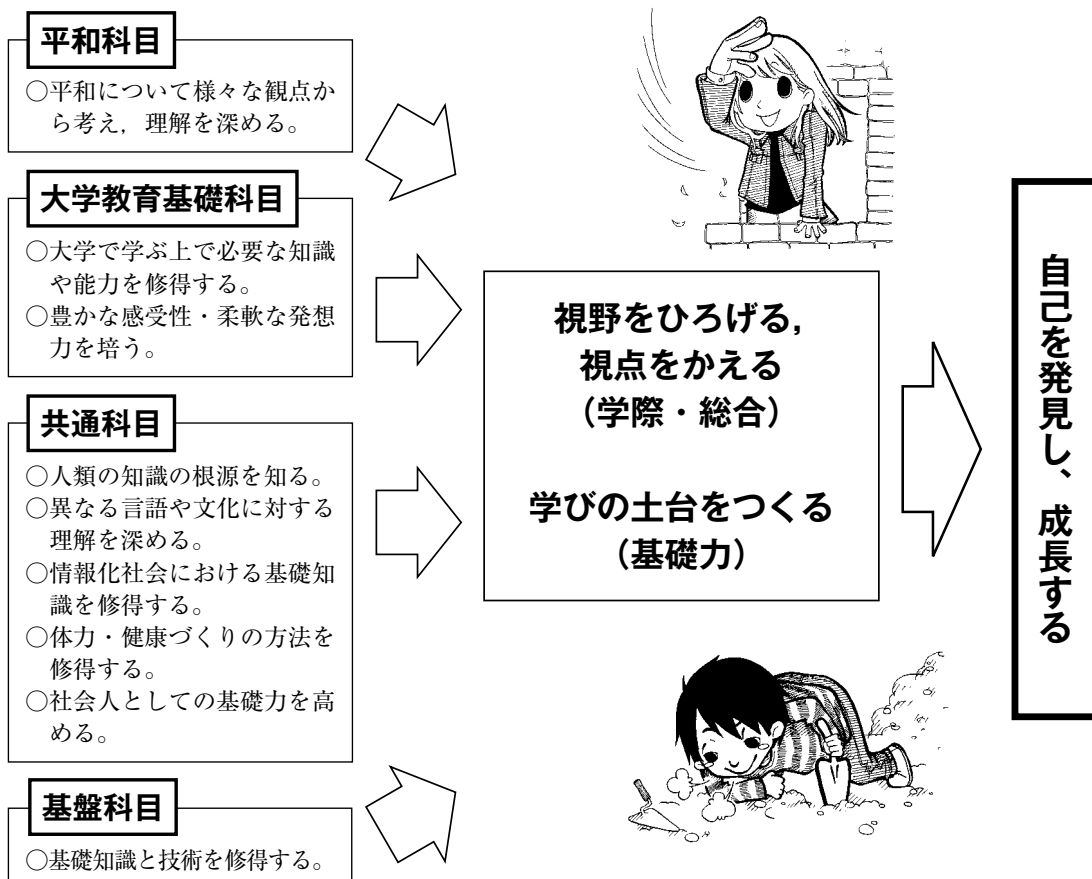 平和科目
○平和について様々な観点か
ら考え，理解を深める。
大学教育基礎科目
○大学で学ぶ上で必要な知識
や能力を修得する。
○豊かな感受性・柔軟な発想
力を培う。
共通科目
○人類の知識の根源を知る。
○異なる言語や文化に対する
理解を深める。
○情報化社会における基礎知
識を修得する。
○体力・健康づくりの方法を
修得する。
○社会人としての基礎力を高
める。
基盤科目
○基礎知識と技術を修得する。
視野をひろげる，
視点をかえる
（学際・総合）
学びの土台をつくる
（基礎力）
自己を発見し、成長する